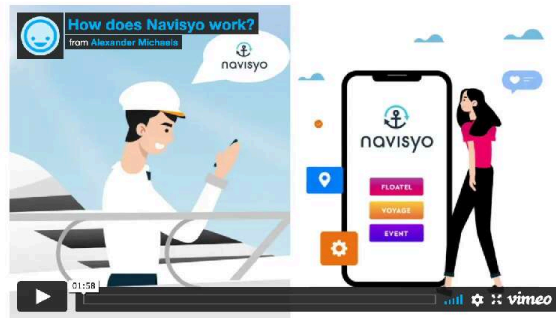 How does Navisyo work?
from Alexander Michaels
navisyo
navisyo
FLOATEL
VOYAGE
EVENT
01:58
vimeo